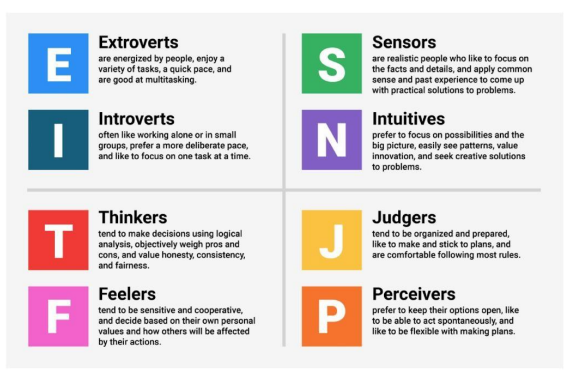 E
Extroverts
are energized by people, enjoy a
variety of tasks, a quick pace, and
are good at multitasking.
I
Introverts
often like working alone or in small
groups, prefer a more deliberate pace,
and like to focus on one task at a time.
S
Sensors
are realistic people who like to focus on
the facts and details, and apply common
sense and past experience to come up
with practical solutions to problems.
N
Intuitives
prefer to focus on possibilities and the
big picture, easily see patterns, value
innovation, and seek creative solutions
to problems.
T
Thinkers
tend to make decisions using logical
analysis, objectively weigh pros and
cons, and value honesty, consistency,
and fairness.
F
Feelers
tend to be sensitive and cooperative,
and decide based on their own personal
values and how others will be affected
by their actions.
J
Judgers
tend to be organized and prepared,
like to make and stick to plans, and
are comfortable following most rules.
P
Perceivers
prefer to keep their options open, like
to be able to act spontaneously, and
like to be flexible with making plans.